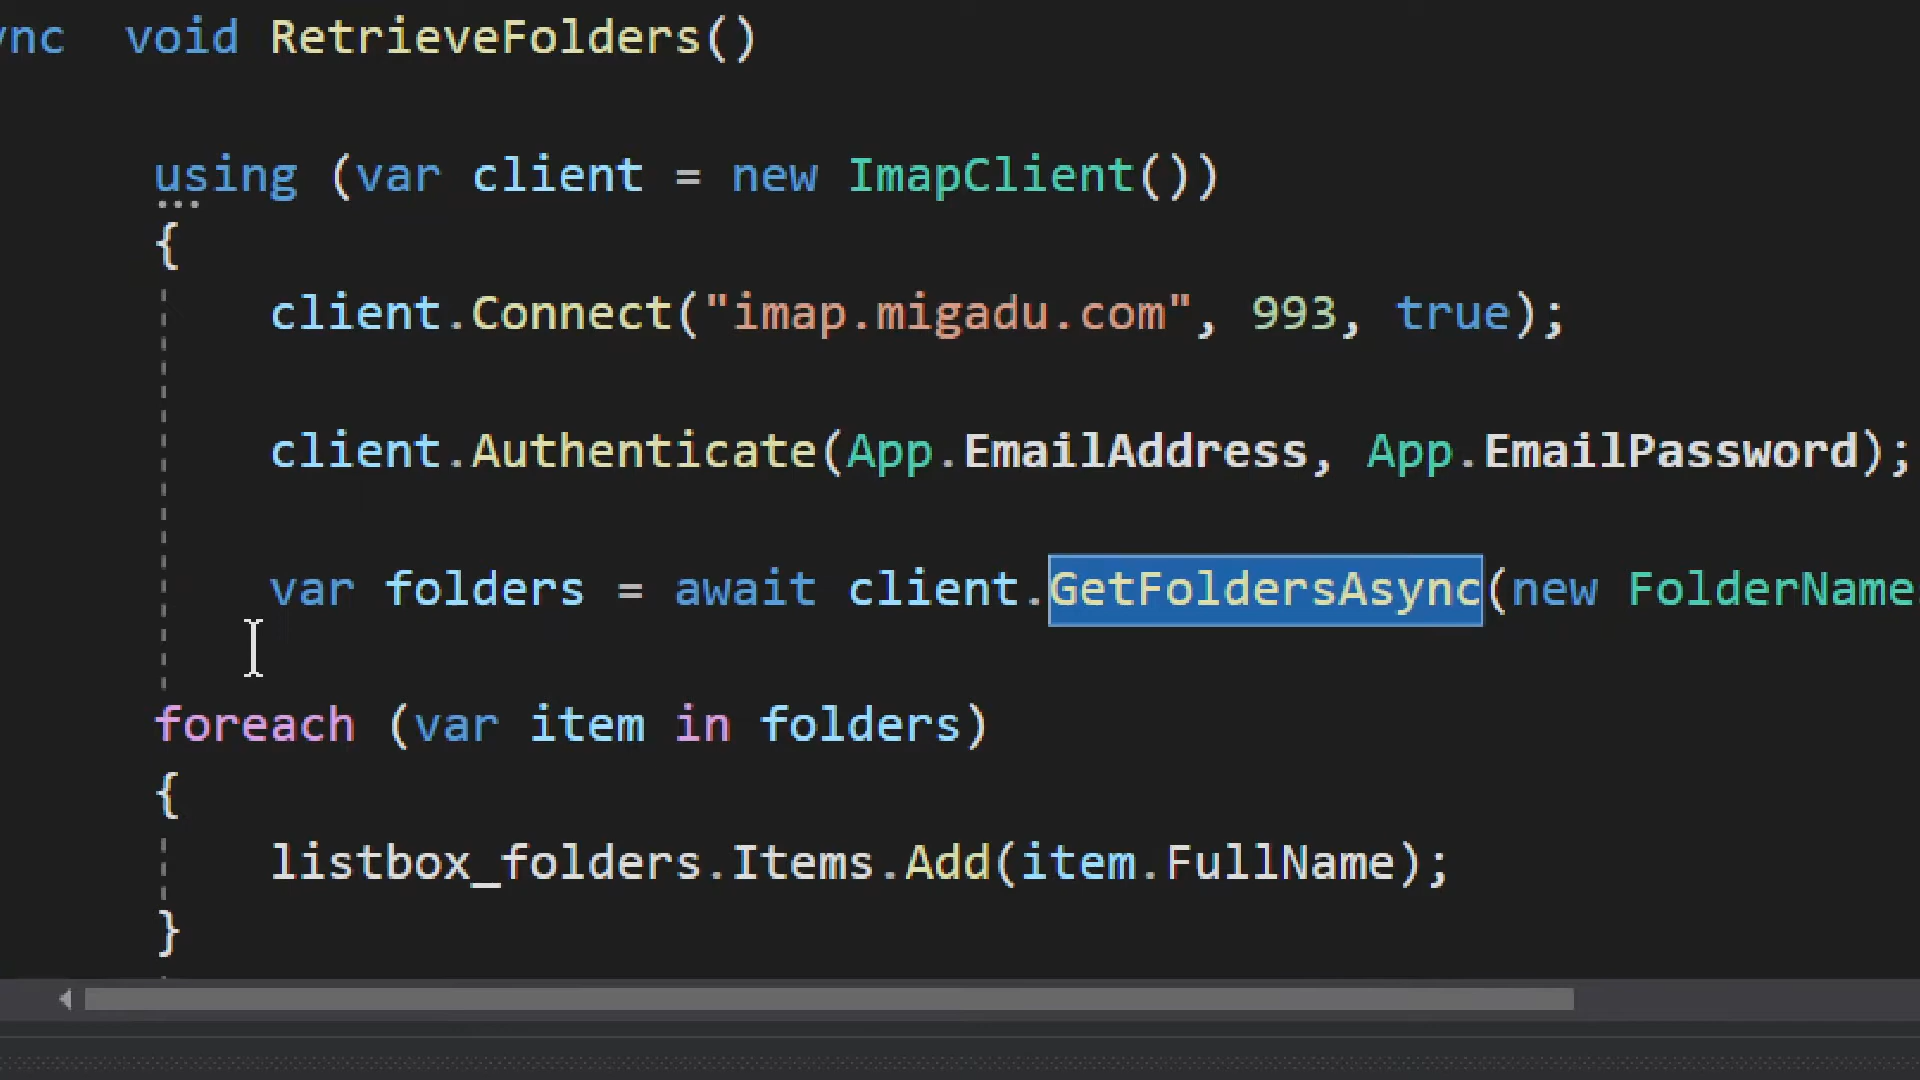 ync void RetrieveFolders()
using (var client = new ImapClient())
{
client.Connect("imap.migadu.com", 993, true);
client.Authenticate(App.EmailAddress, App.EmailPassword);
var folders = await client.GetFoldersAsync(new FolderName
foreach (var item in folders)
{
listbox_folders.Items.Add(item.FullName);
}